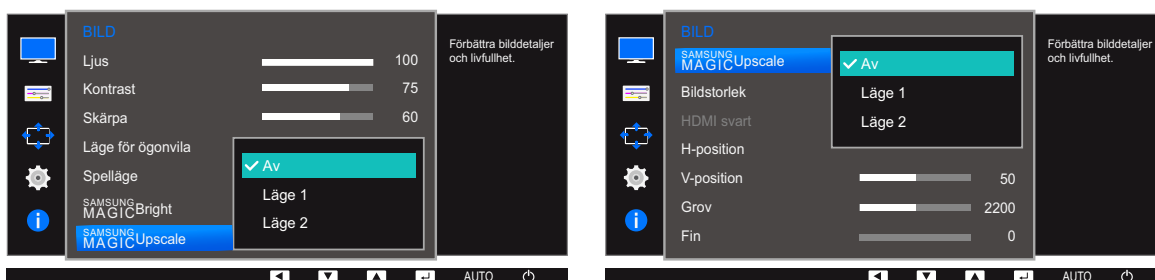 BILD
Ljus 100
Kontrast 75
Skärpa 60
Läge för ögonvila
Spelläge
SAMSUNG
MAGICBright
SAMSUNG
MAGICUpscale
Av
Läge 1
Läge 2
Förbättra bilddetaljer
och livfullhet.
AUTO
BILD
SAMSUNG
MAGICUpscale
Bildstorlek
HDMI svart
H-position
V-position 50
Grov 2200
Fin 0
Av
Läge 1
Läge 2
Förbättra bilddetaljer
och livfullhet.
AUTO